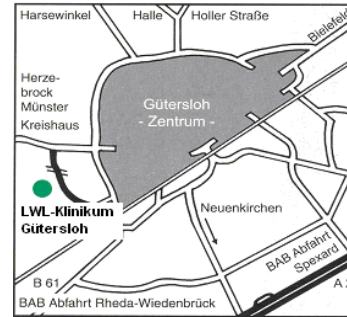 Harsewinkel
Halle
Holler Straße
Bielefeld
Herze-
brock
Münster
Kreishaus
Gütersloh
- Zentrum -
LWL-Klinikum
Gütersloh
Neuenkirchen
BAB Abfahrt
Spexard
B 61
A 2
BAB Abfahrt Rheda-Wiedenbrück